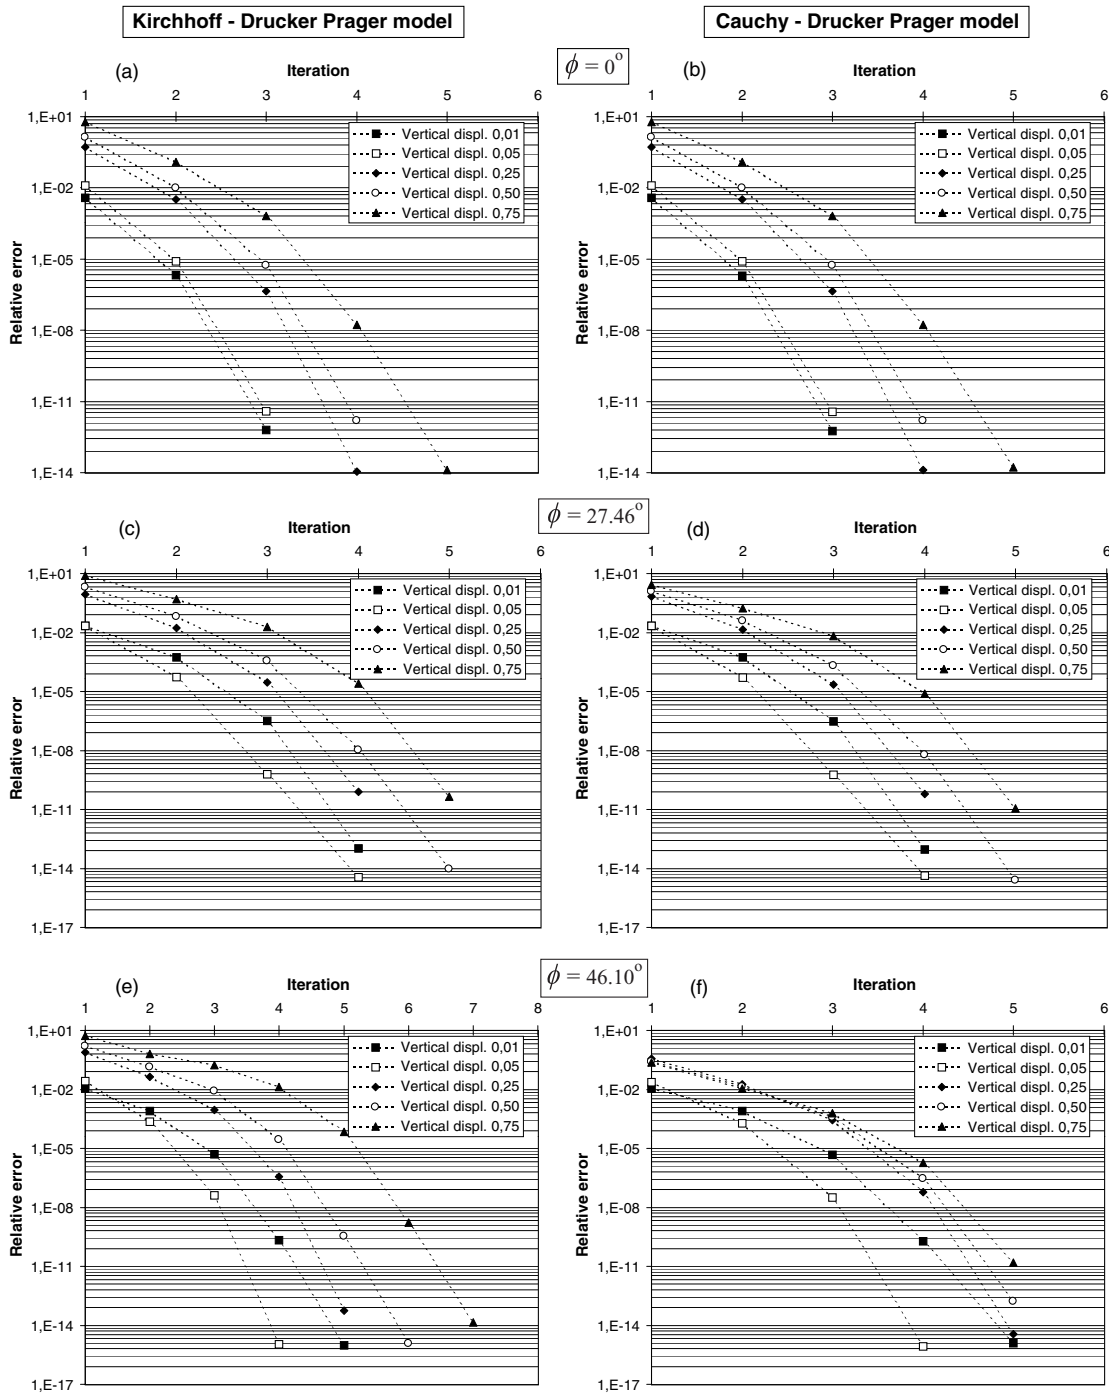 Kirchhoff - Drucker Prager model
Cauchy - Drucker Prager model
ϕ = 0°
(a)
Iteration
1 2 3 4 5 6
Relative error
1,E+01
1,E-02
1,E-05
1,E-08
1,E-11
1,E-14
Vertical displ. 0,01
Vertical displ. 0,05
Vertical displ. 0,25
Vertical displ. 0,50
Vertical displ. 0,75
(b)
Iteration
1 2 3 4 5 6
Relative error
1,E+01
1,E-02
1,E-05
1,E-08
1,E-11
1,E-14
Vertical displ. 0,01
Vertical displ. 0,05
Vertical displ. 0,25
Vertical displ. 0,50
Vertical displ. 0,75
ϕ = 27.46°
(c)
Iteration
1 2 3 4 5 6
Relative error
1,E+01
1,E-02
1,E-05
1,E-08
1,E-11
1,E-14
1,E-17
Vertical displ. 0,01
Vertical displ. 0,05
Vertical displ. 0,25
Vertical displ. 0,50
Vertical displ. 0,75
(d)
Iteration
1 2 3 4 5 6
Relative error
1,E+01
1,E-02
1,E-05
1,E-08
1,E-11
1,E-14
1,E-17
Vertical displ. 0,01
Vertical displ. 0,05
Vertical displ. 0,25
Vertical displ. 0,50
Vertical displ. 0,75
ϕ = 46.10°
(e)
Iteration
1 2 3 4 5 6 7 8
Relative error
1,E+01
1,E-02
1,E-05
1,E-08
1,E-11
1,E-14
1,E-17
Vertical displ. 0,01
Vertical displ. 0,05
Vertical displ. 0,25
Vertical displ. 0,50
Vertical displ. 0,75
(f)
Iteration
1 2 3 4 5 6
Relative error
1,E+01
1,E-02
1,E-05
1,E-08
1,E-11
1,E-14
1,E-17
Vertical displ. 0,01
Vertical displ. 0,05
Vertical displ. 0,25
Vertical displ. 0,50
Vertical displ. 0,75